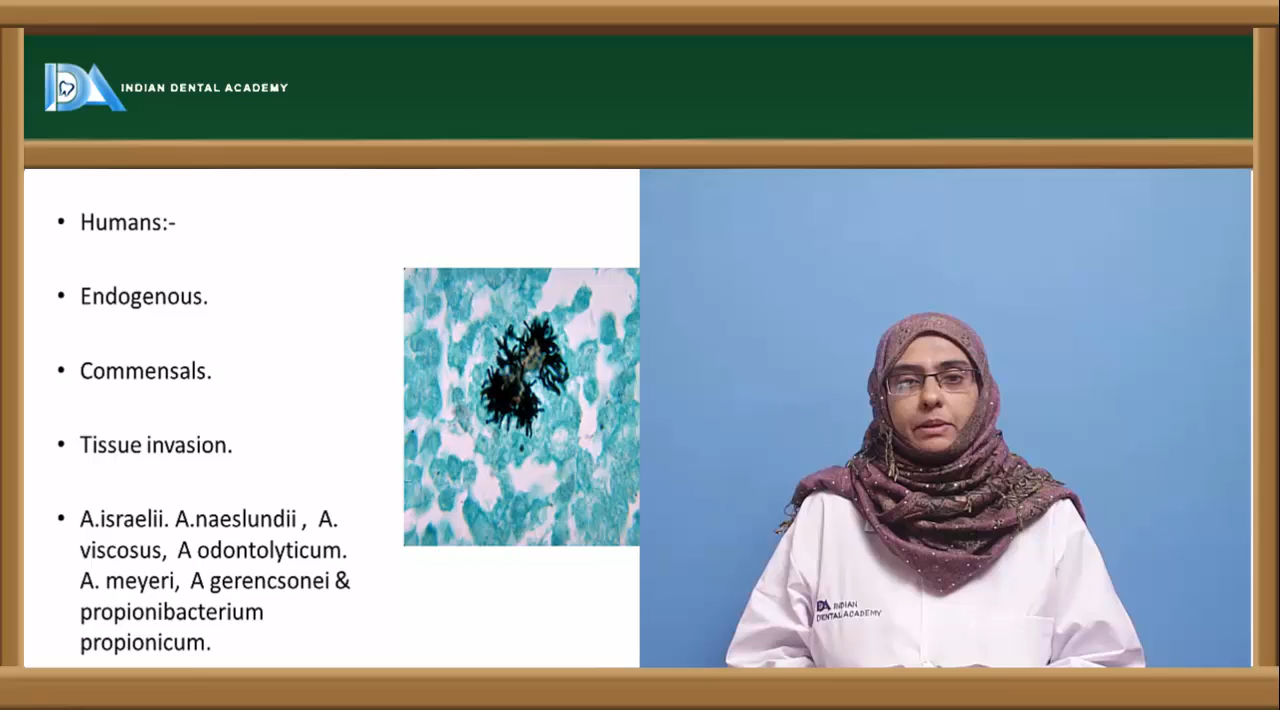 INDIAN DENTAL ACADEMY
• Humans:-
• Endogenous.
• Commensals.
• Tissue invasion.
• A.israelii. A.naeslundii , A.
viscosus, A odontolyticum.
A. meyeri, A gerencsonei &
propionibacterium
propionicum.
IDA INDIAN
DENTAL ACADEMY